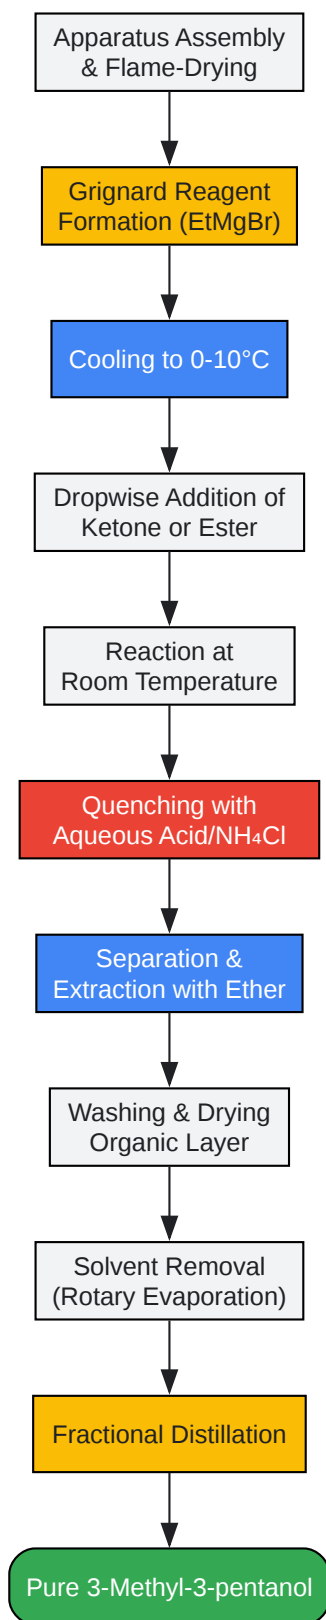 Apparatus Assembly
& Flame-Drying
Grignard Reagent
Formation (EtMgBr)
Cooling to 0-10°C
Dropwise Addition of
Ketone or Ester
Reaction at
Room Temperature
Quenching with
Aqueous Acid/NH₄Cl
Separation &
Extraction with Ether
Washing & Drying
Organic Layer
Solvent Removal
(Rotary Evaporation)
Fractional Distillation
Pure 3-Methyl-3-pentanol